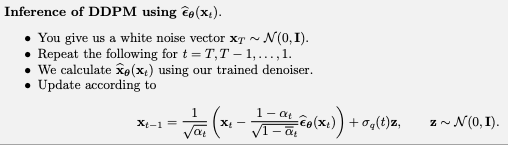 Inference of DDPM using $\widehat{\boldsymbol{\epsilon}}_{\boldsymbol{\theta}}(\mathbf{x}_t)$.
• You give us a white noise vector $\mathbf{x}_T \sim \mathcal{N}(0, \mathbf{I})$.
• Repeat the following for $t = T, T-1, \ldots, 1$.
• We calculate $\widehat{\mathbf{x}}_{\boldsymbol{\theta}}(\mathbf{x}_t)$ using our trained denoiser.
• Update according to
$\mathbf{x}_{t-1} = \frac{1}{\sqrt{\alpha_t}} \left( \mathbf{x}_t - \frac{1-\alpha_t}{\sqrt{1-\overline{\alpha}_t}} \widehat{\boldsymbol{\epsilon}}_{\boldsymbol{\theta}}(\mathbf{x}_t) \right) + \sigma_q(t)\mathbf{z}, \qquad \mathbf{z} \sim \mathcal{N}(0, \mathbf{I}).$